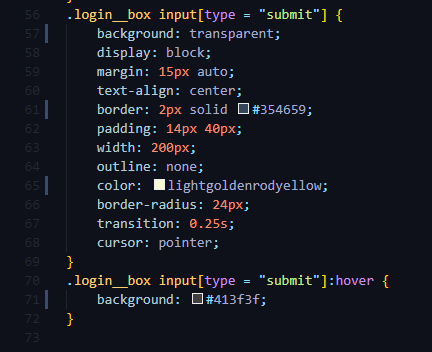 56 .login__box input[type = "submit"] {
57 background: transparent;
58 display: block;
59 margin: 15px auto;
60 text-align: center;
61 border: 2px solid #354659;
62 padding: 14px 40px;
63 width: 200px;
64 outline: none;
65 color: lightgoldenrodyellow;
66 border-radius: 24px;
67 transition: 0.25s;
68 cursor: pointer;
69 }
70 .login__box input[type = "submit"]:hover {
71 background: #413f3f;
72 }
73